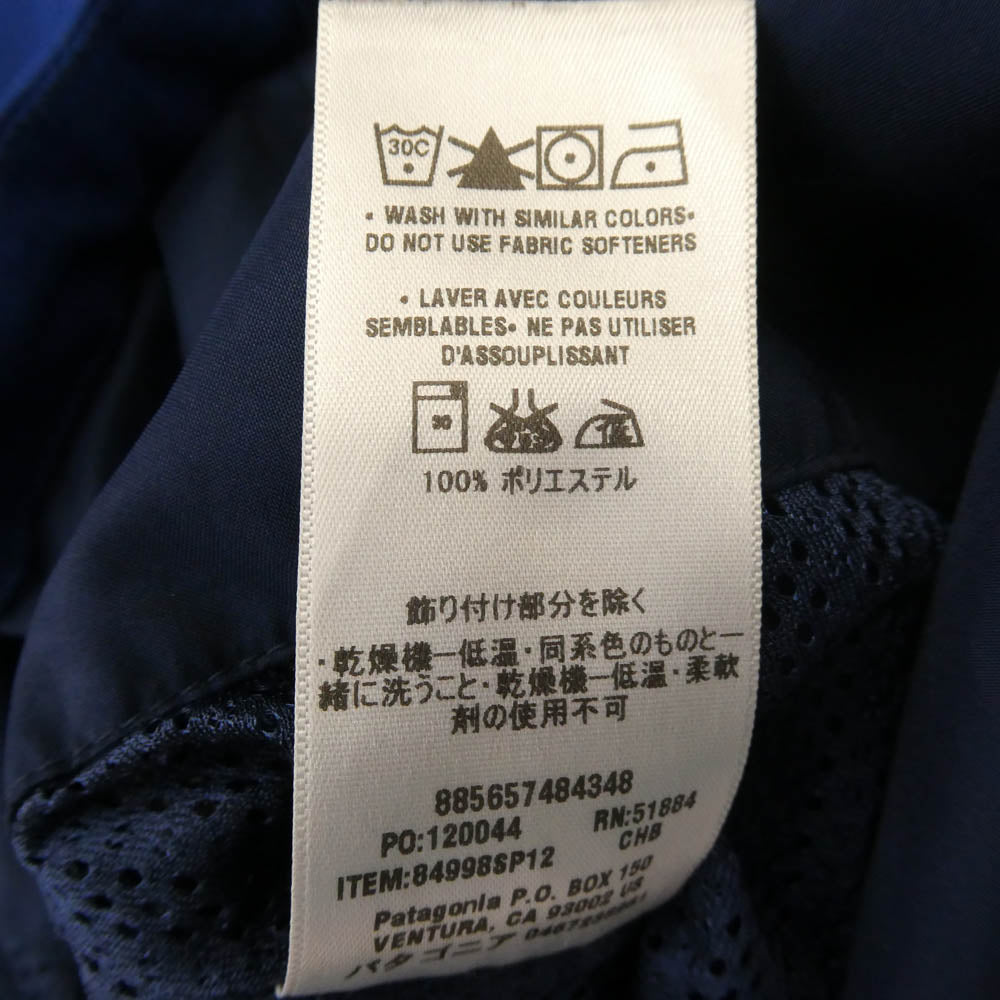 30C
• WASH WITH SIMILAR COLORS•
DO NOT USE FABRIC SOFTENERS
• LAVER AVEC COULEURS
SEMBLABLES• NE PAS UTILISER
D'ASSOUPLISSANT
30
100% ポリエステル
飾り付け部分を除く
・乾燥機ー低温・同系色のものと一
緒に洗うこと・乾燥機ー低温・柔軟
剤の使用不可
885657484348
PO:120044 RN:51884
ITEM:84998SP12 CHB
Patagonia P.O. BOX 150
VENTURA, CA 93002 US
パタゴニア